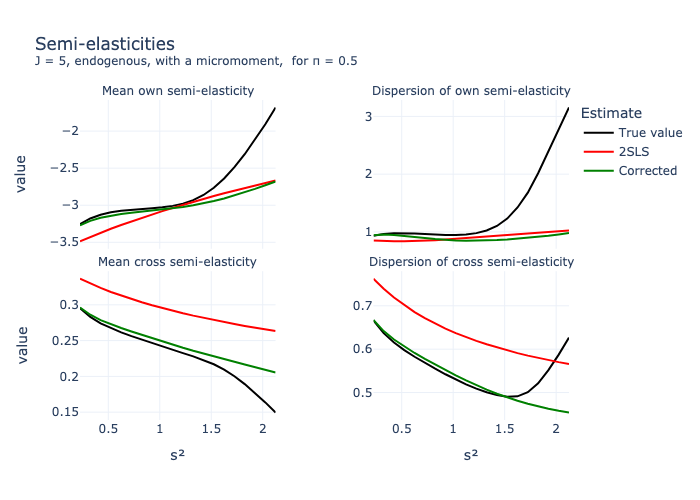 Semi-elasticities
J = 5, endogenous, with a micromoment,  for π = 0.5
Mean own semi-elasticity
Dispersion of own semi-elasticity
value
−2
−2.5
−3
−3.5
3
2
1
Estimate
True value
2SLS
Corrected
Mean cross semi-elasticity
Dispersion of cross semi-elasticity
value
0.3
0.25
0.2
0.15
0.7
0.6
0.5
0.5
1
1.5
2
0.5
1
1.5
2
s²
s²